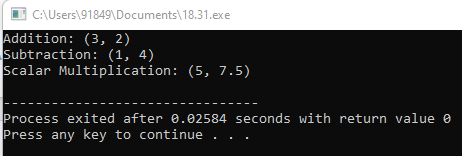 C:\Users\91849\Documents\18.31.exe
Addition: (3, 2)
Subtraction: (1, 4)
Scalar Multiplication: (5, 7.5)
--------------------------------
Process exited after 0.02584 seconds with return value 0
Press any key to continue . . .